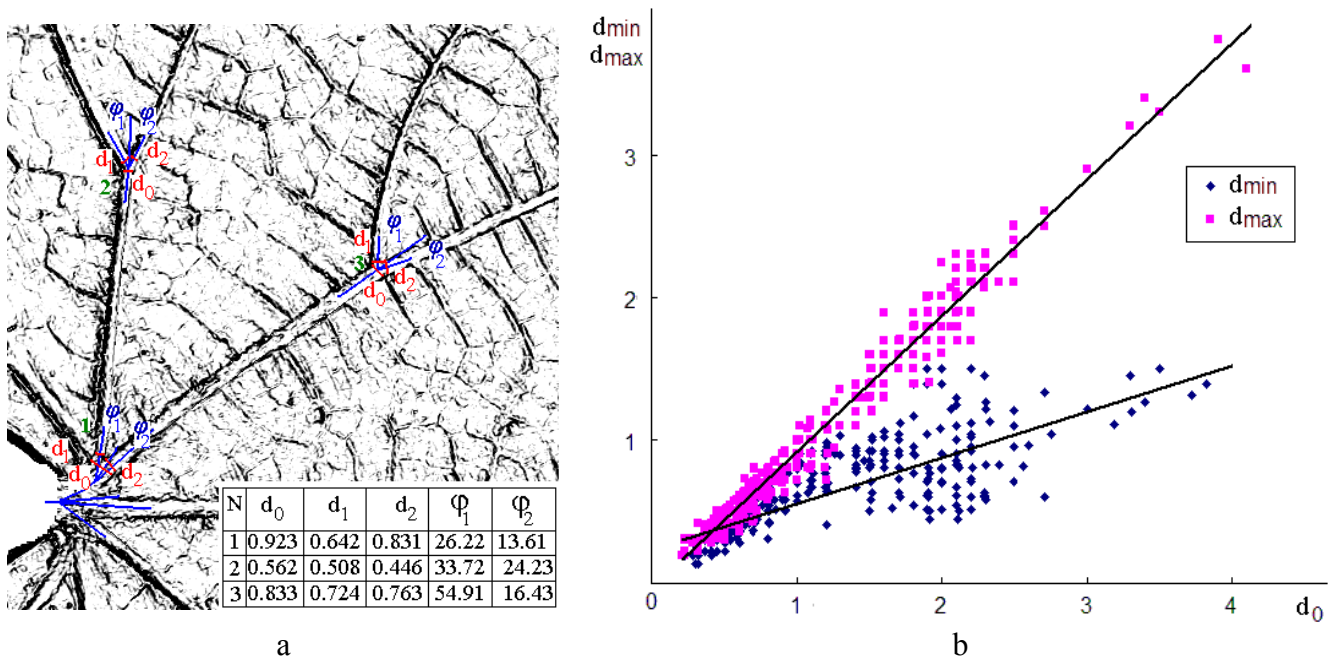 φ1 φ2
d1 d2
2 d0
φ1
d1
3 φ2
d0 d2
1 φ1 φ2
d1
d0 d2
N d0 d1 d2 φ1 φ2
1 0.923 0.642 0.831 26.22 13.61
2 0.562 0.508 0.446 33.72 24.23
3 0.833 0.724 0.763 54.91 16.43
a
dmin
dmax
3
2
1
0 1 2 3 4 d0
dmin
dmax
b